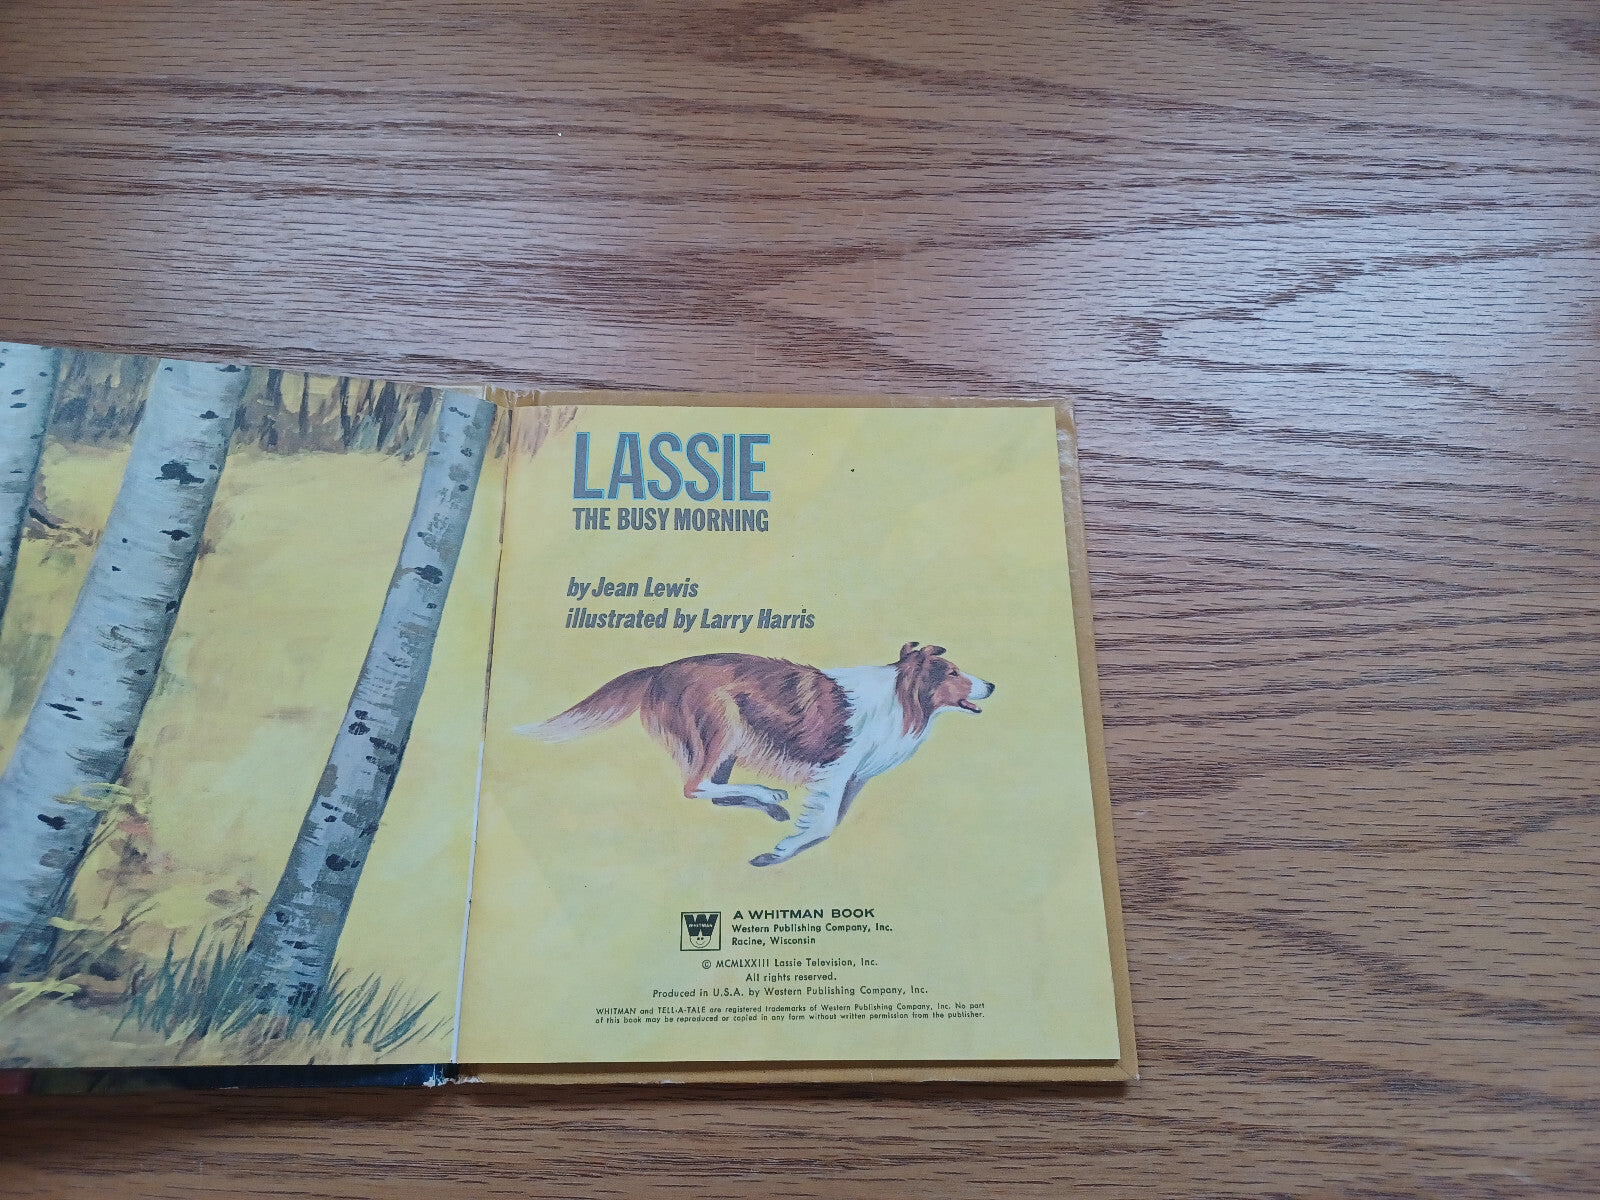 LASSIE
THE BUSY MORNING
by Jean Lewis
illustrated by Larry Harris
W
WHITMAN
A WHITMAN BOOK
Western Publishing Company, Inc.
Racine, Wisconsin
© MCMLXXIII Lassie Television, Inc.
All rights reserved.
Produced in U.S.A. by Western Publishing Company, Inc.
WHITMAN and TELL-A-TALE are registered trademarks of Western Publishing Company, Inc. No part
of this book may be reproduced or copied in any form without written permission from the publisher.